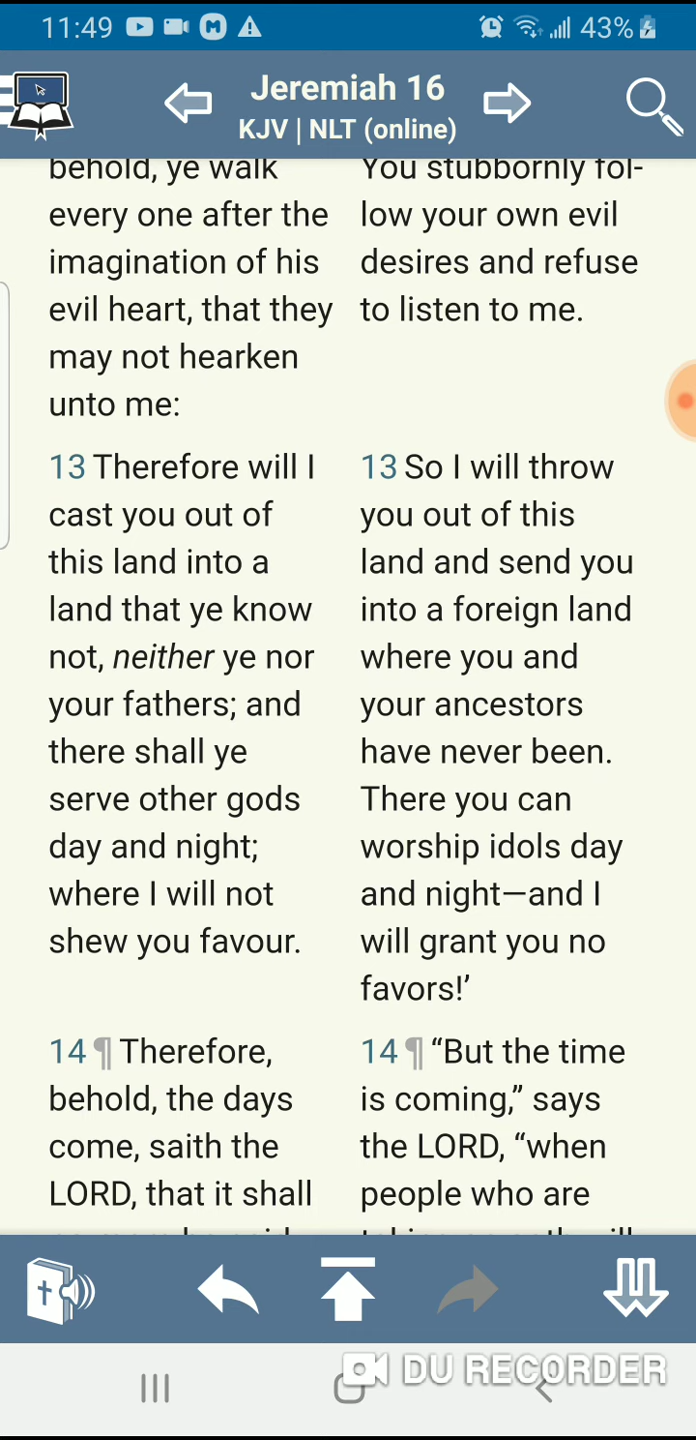 11:49
43%
Jeremiah 16
KJV | NLT (online)
behold, ye walk
every one after the
imagination of his
evil heart, that they
may not hearken
unto me:
13 Therefore will I
cast you out of
this land into a
land that ye know
not, neither ye nor
your fathers; and
there shall ye
serve other gods
day and night;
where I will not
shew you favour.
14 ¶ Therefore,
behold, the days
come, saith the
LORD, that it shall
You stubbornly fol-
low your own evil
desires and refuse
to listen to me.
13 So I will throw
you out of this
land and send you
into a foreign land
where you and
your ancestors
have never been.
There you can
worship idols day
and night—and I
will grant you no
favors!’
14 ¶ “But the time
is coming,” says
the LORD, “when
people who are
DU RECORDER